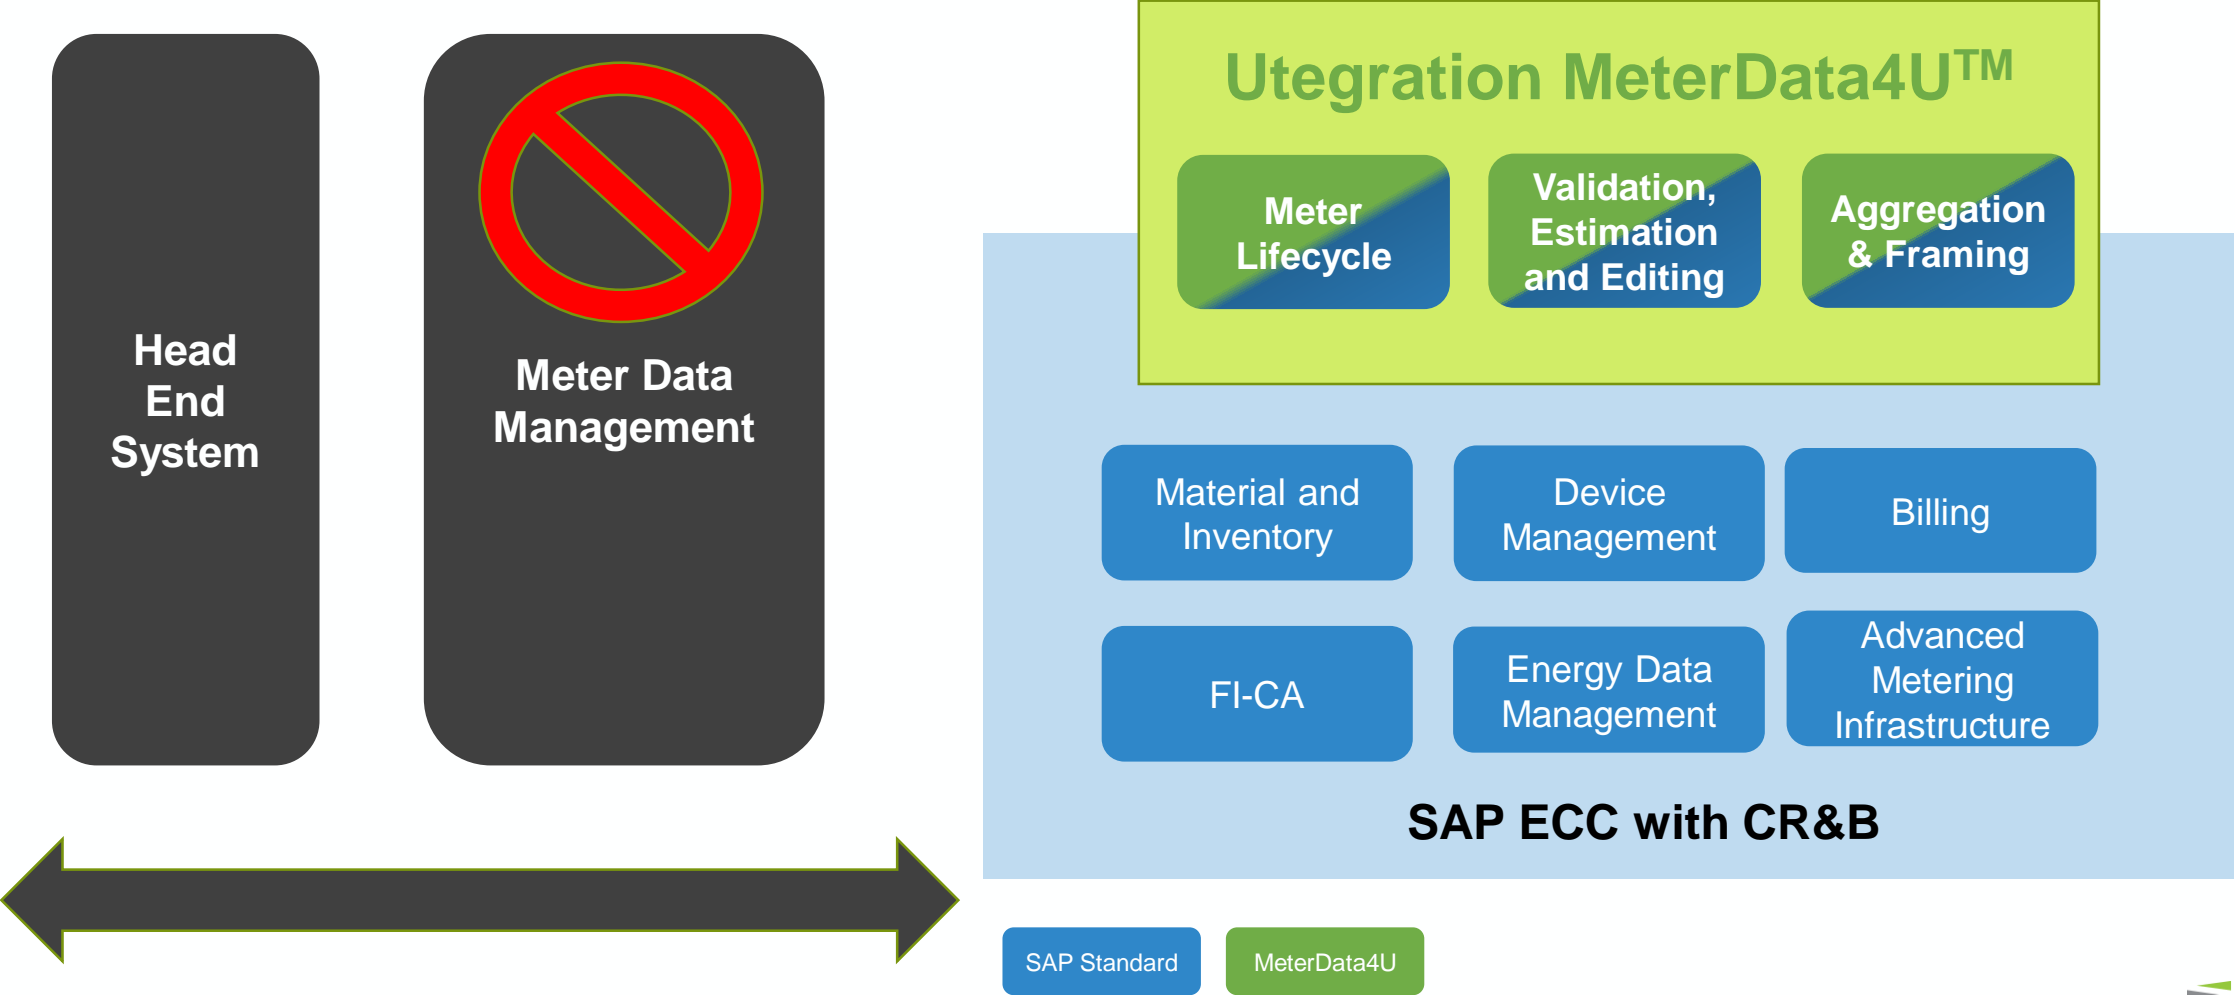 Head
End
System
Meter Data
Management
Utegration MeterData4U™
Meter
Lifecycle
Validation,
Estimation
and Editing
Aggregation
& Framing
Material and
Inventory
Device
Management
Billing
FI-CA
Energy Data
Management
Advanced
Metering
Infrastructure
SAP ECC with CR&B
SAP Standard
MeterData4U